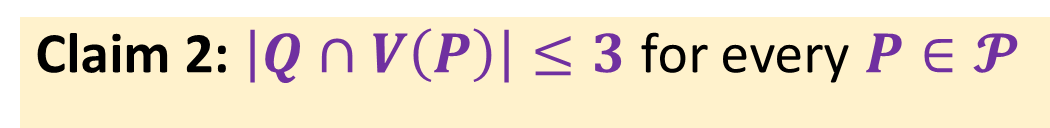 Claim 2: |Q ∩ V(P)| ≤ 3 for every P ∈ 𝒫